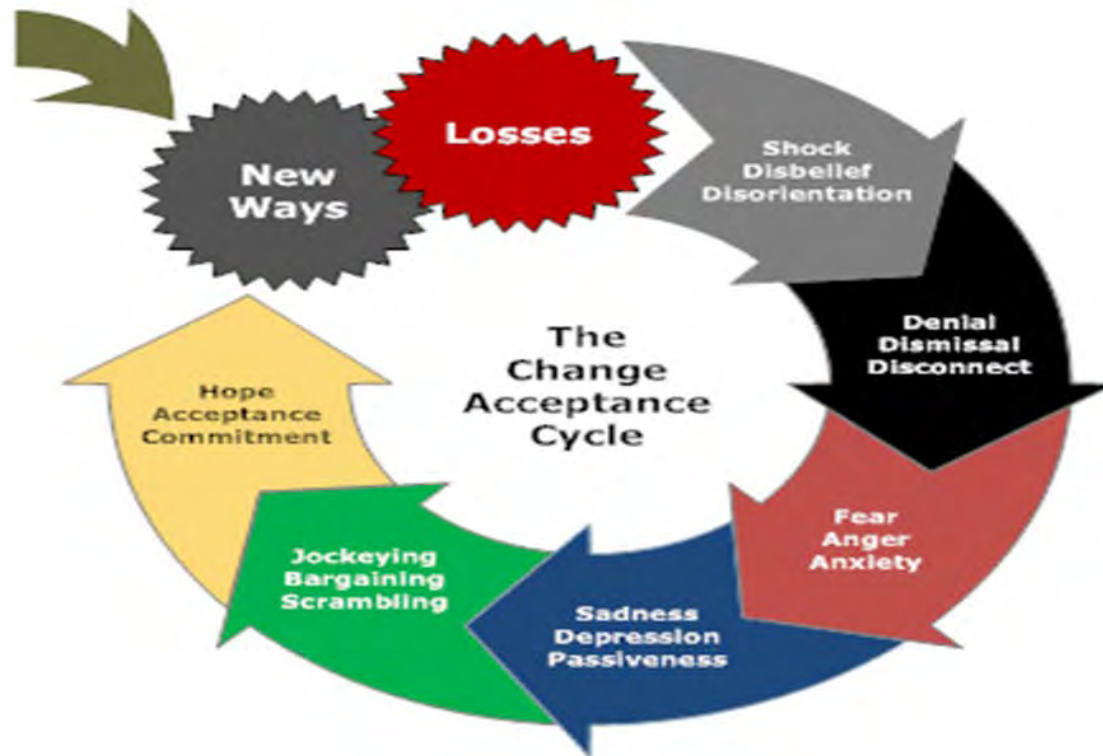 New
Ways
Losses
Shock
Disbelief
Disorientation
Denial
Dismissal
Disconnect
Fear
Anger
Anxiety
Sadness
Depression
Passiveness
Jockeying
Bargaining
Scrambling
Hope
Acceptance
Commitment
The
Change
Acceptance
Cycle